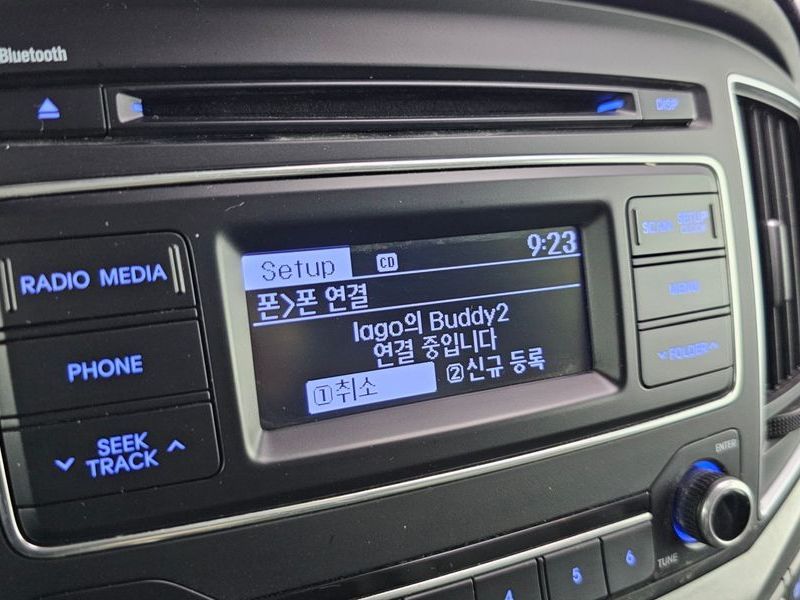 Bluetooth
DISP
RADIO MEDIA
PHONE
SEEK
TRACK
Setup CD 9:23
폰>폰 연결
Iago의 Buddy2
연결 중입니다
①취소 ②신규 등록
SCAN SETUP
CLOCK
MENU
FOLDER
ENTER
TUNE
4 5 6